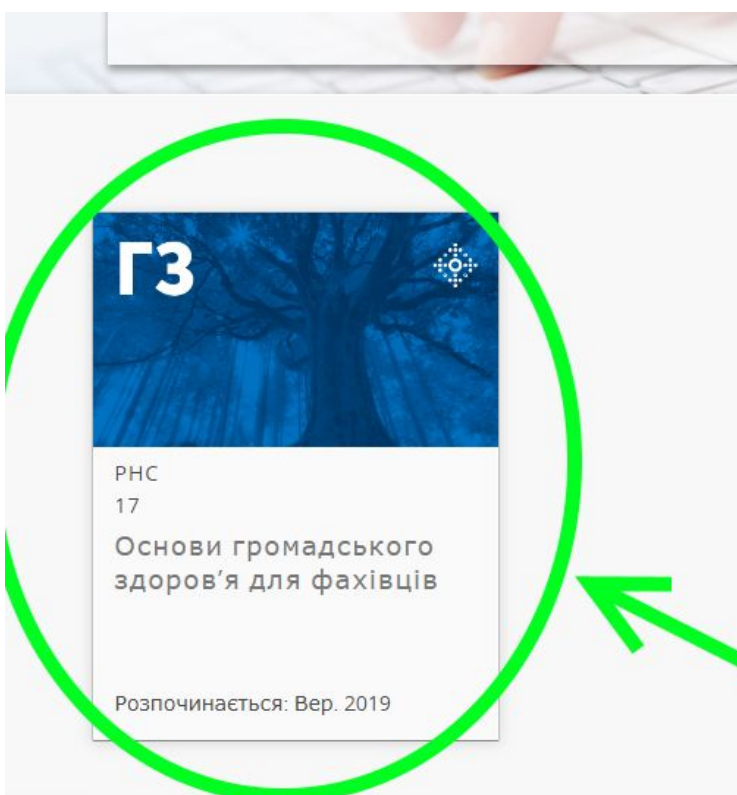 ГЗ
PHC
17
Основи громадського
здоров’я для фахівців
Розпочинається: Вер. 2019